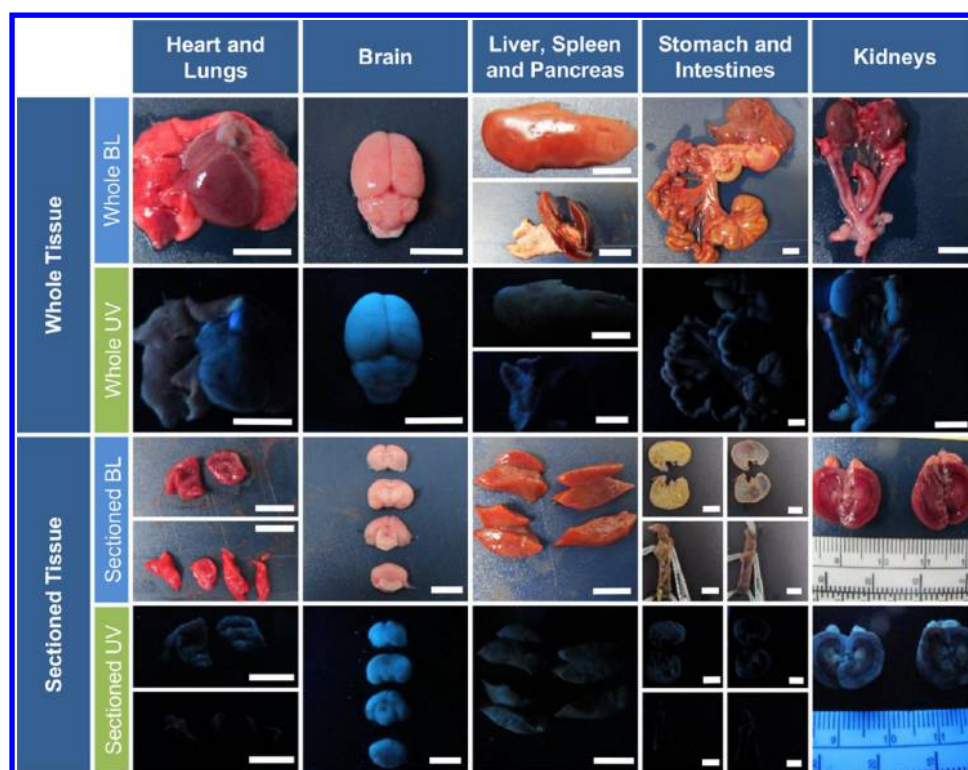 Heart and
Lungs
Brain
Liver, Spleen
and Pancreas
Stomach and
Intestines
Kidneys
Whole Tissue
Whole BL
Whole UV
Sectioned Tissue
Sectioned BL
Sectioned UV